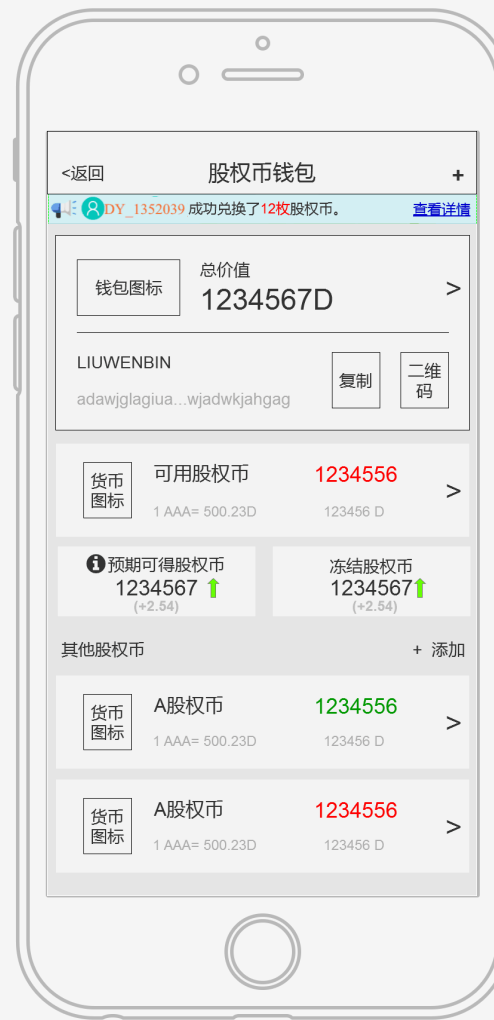 <返回 股权币钱包 +
DY_1352039 成功兑换了12枚股权币。 查看详情
钱包图标
总价值
1234567D
>
LIUWENBIN
adawjglagiua...wjadwkjahgag
复制
二维
码
货币
图标
可用股权币 1234556
1 AAA= 500.23D 123456 D
>
预期可得股权币
1234567
(+2.54)
冻结股权币
1234567
(+2.54)
其他股权币 + 添加
货币
图标
A股权币 1234556
1 AAA= 500.23D 123456 D
>
货币
图标
A股权币 1234556
1 AAA= 500.23D 123456 D
>